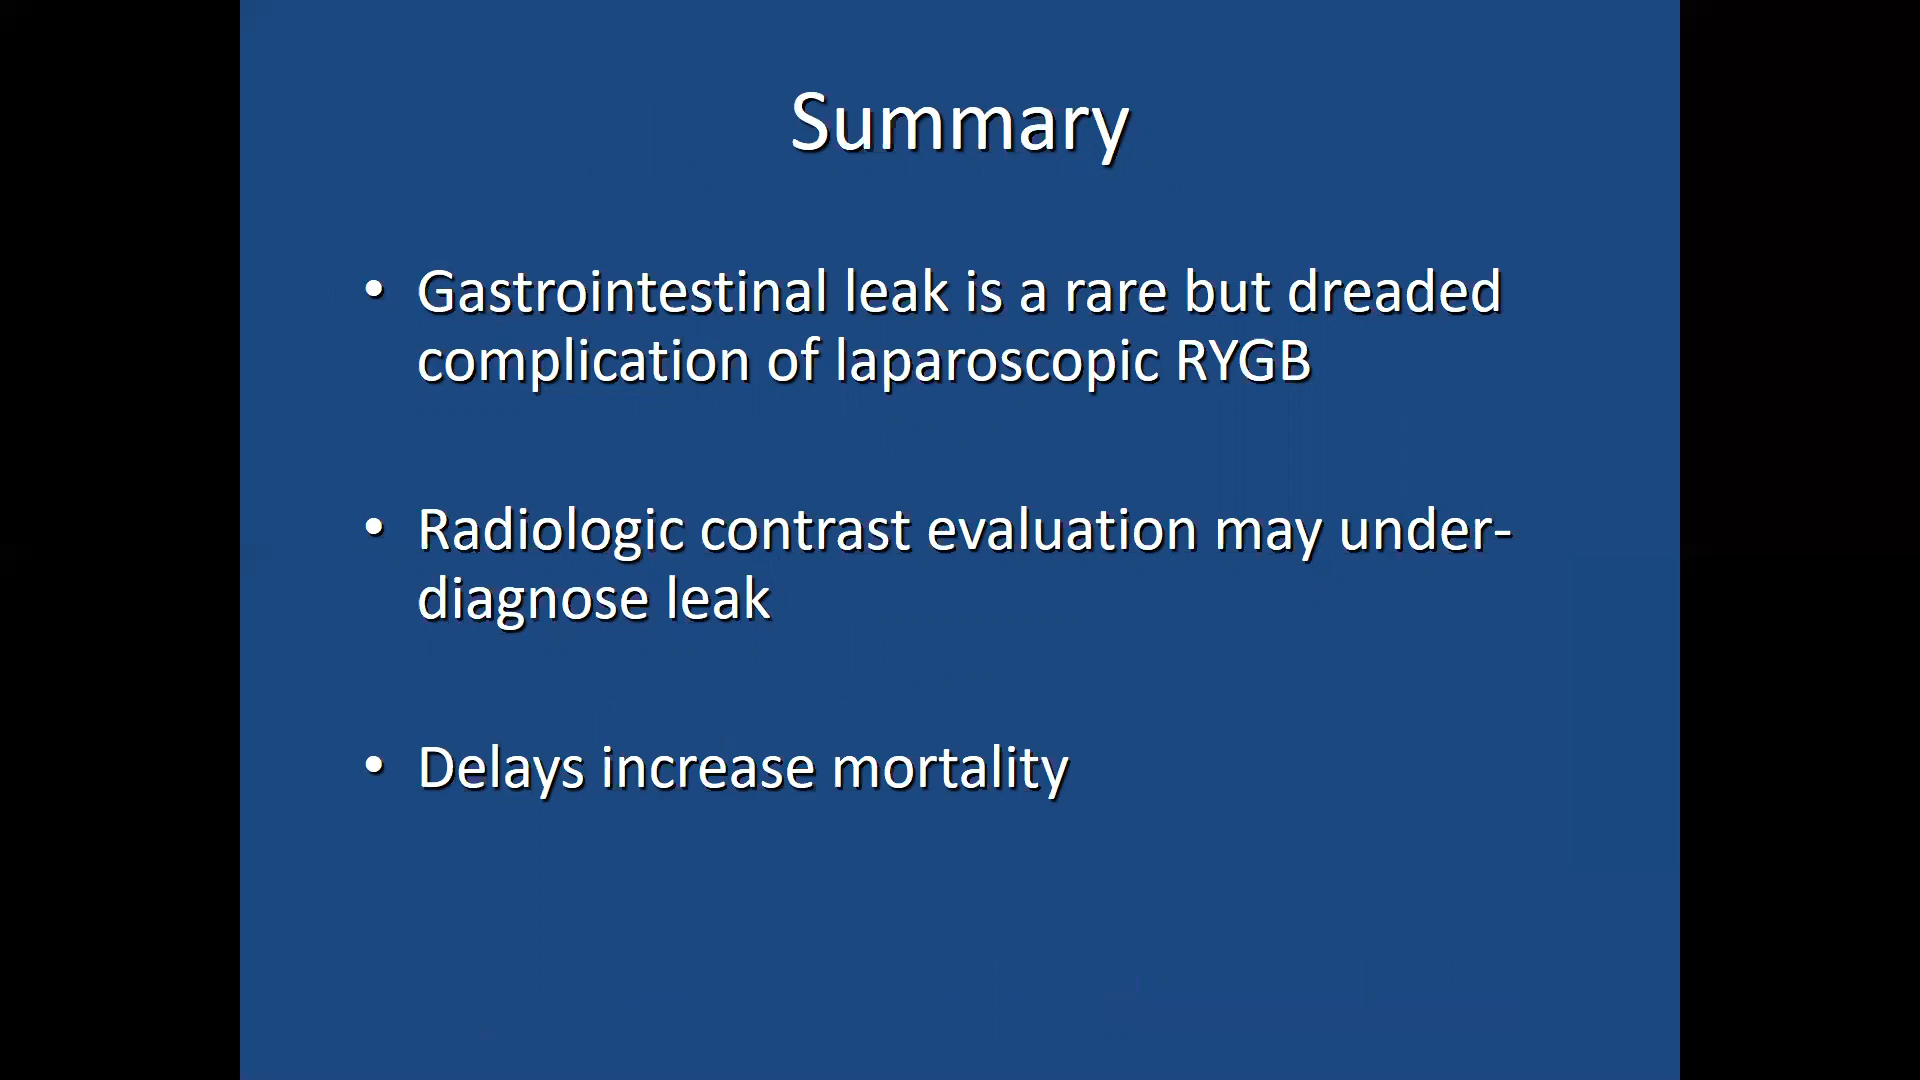 Summary
• Gastrointestinal leak is a rare but dreaded
complication of laparoscopic RYGB
• Radiologic contrast evaluation may under-
diagnose leak
• Delays increase mortality